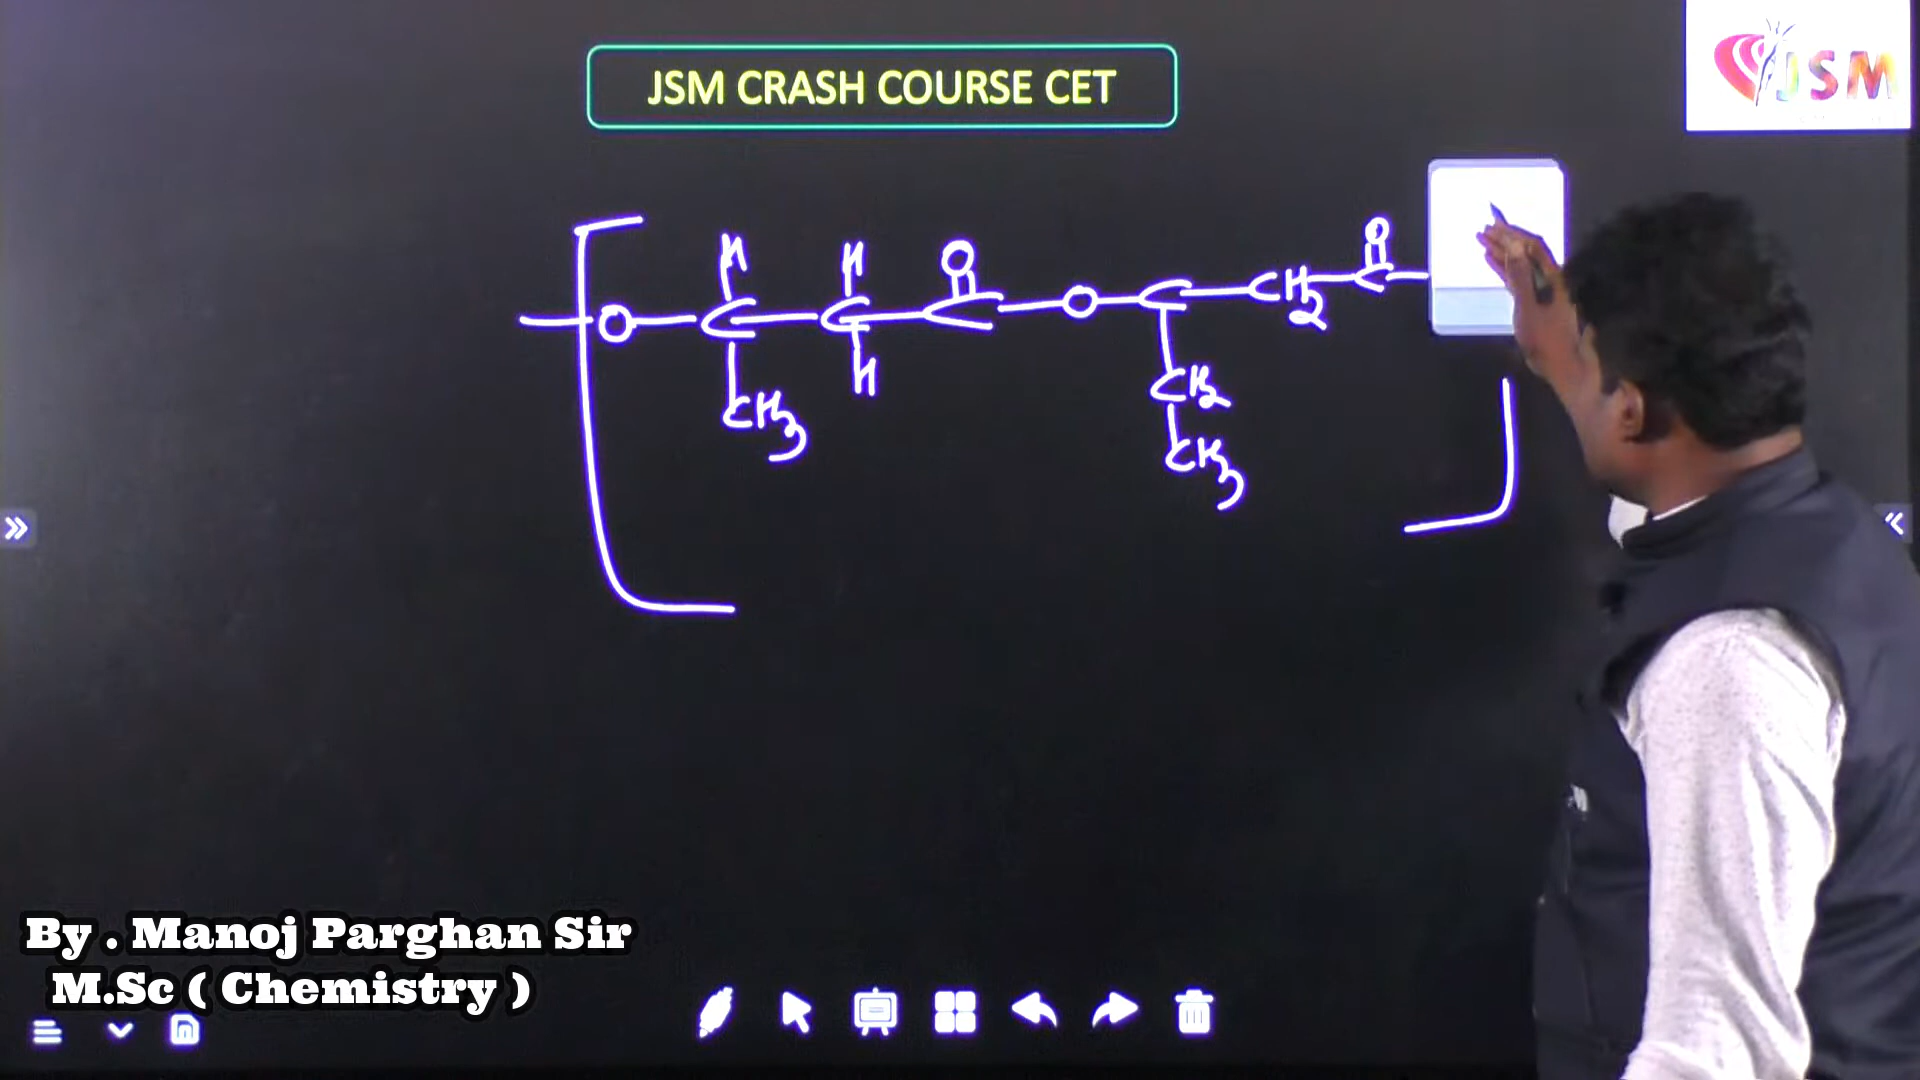 JSM CRASH COURSE CET
JSM
H H O O
O C C C O C CH2 C
H CH2
CH3 CH3
By . Manoj Parghan Sir
M.Sc ( Chemistry )